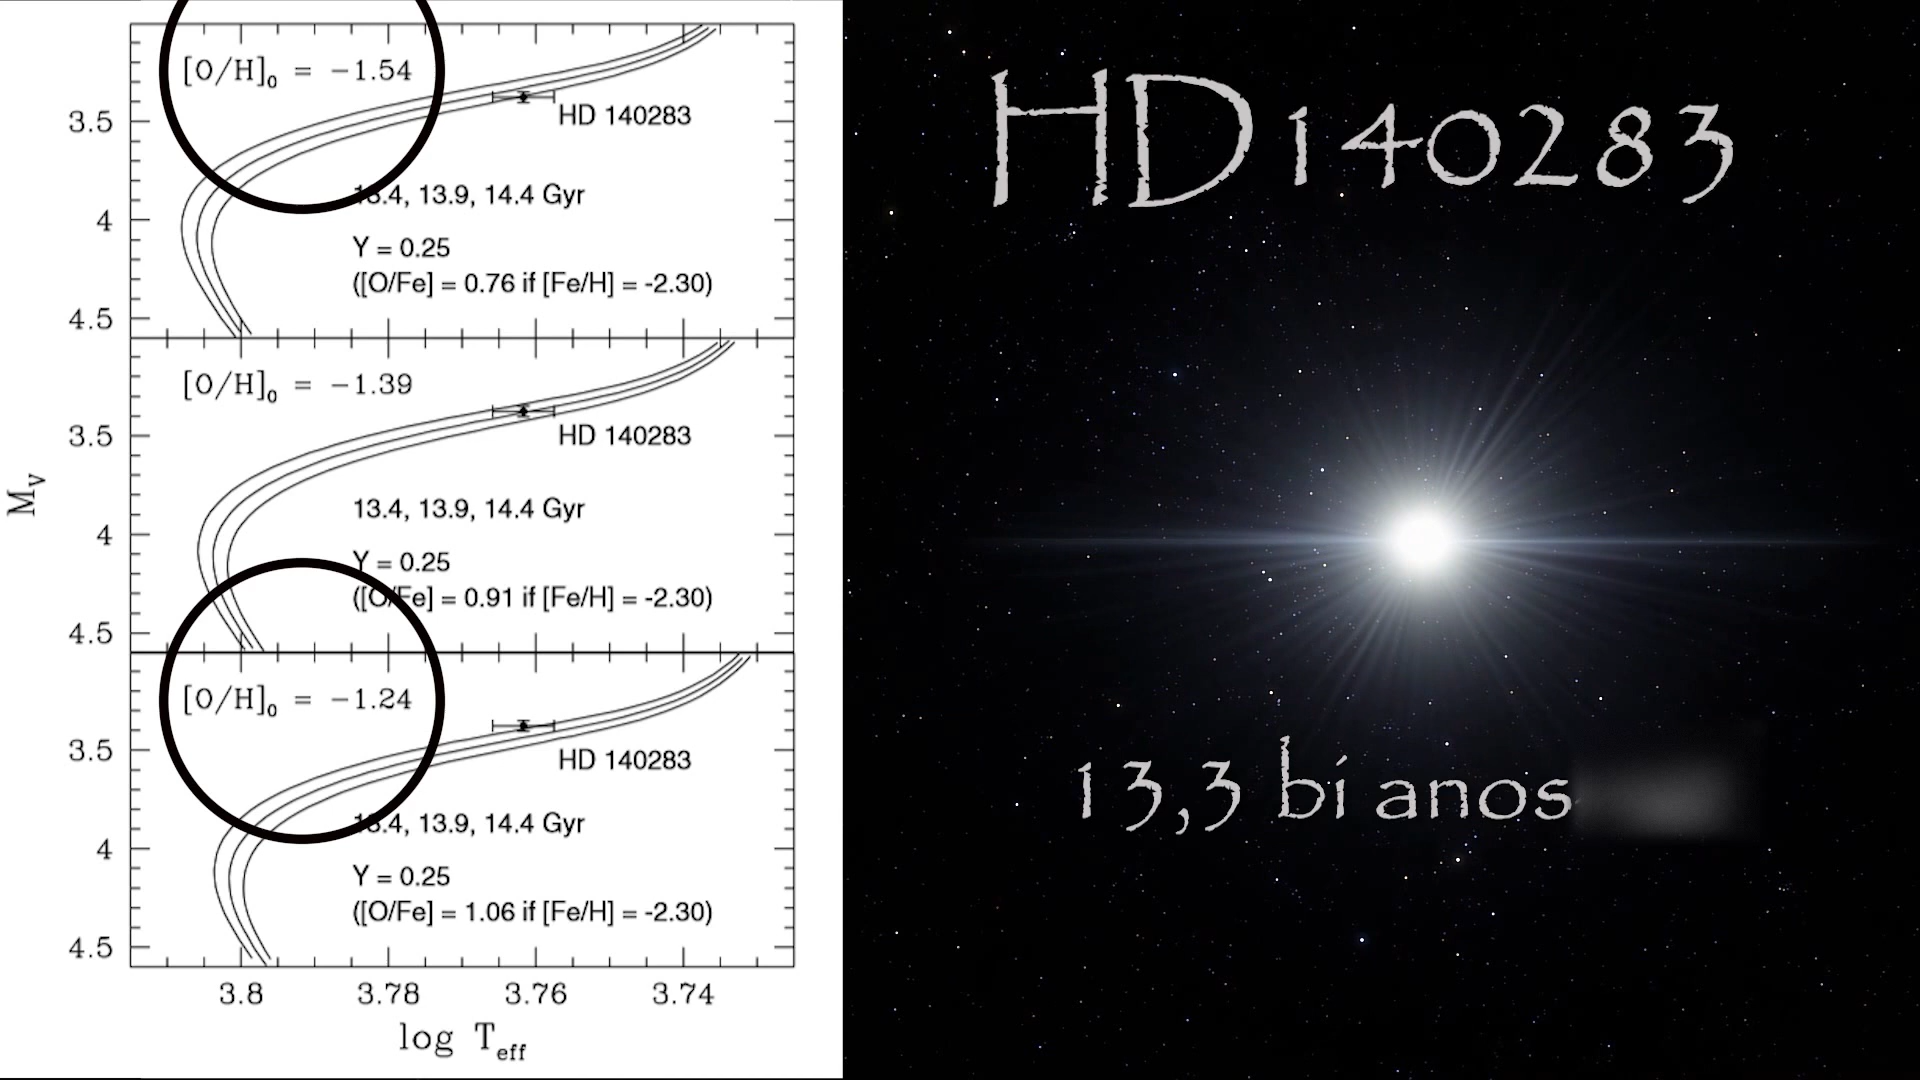 [O/H]₀ = −1.54
3.5
HD 140283
13.4, 13.9, 14.4 Gyr
4
Y = 0.25
([O/Fe] = 0.76 if [Fe/H] = -2.30)
4.5
[O/H]₀ = −1.39
3.5
HD 140283
13.4, 13.9, 14.4 Gyr
4
Y = 0.25
([O/Fe] = 0.91 if [Fe/H] = -2.30)
4.5
[O/H]₀ = −1.24
3.5
HD 140283
13.4, 13.9, 14.4 Gyr
4
Y = 0.25
([O/Fe] = 1.06 if [Fe/H] = -2.30)
4.5
M_V
3.8 3.78 3.76 3.74
log T_eff
HD140283
13,3 bi anos